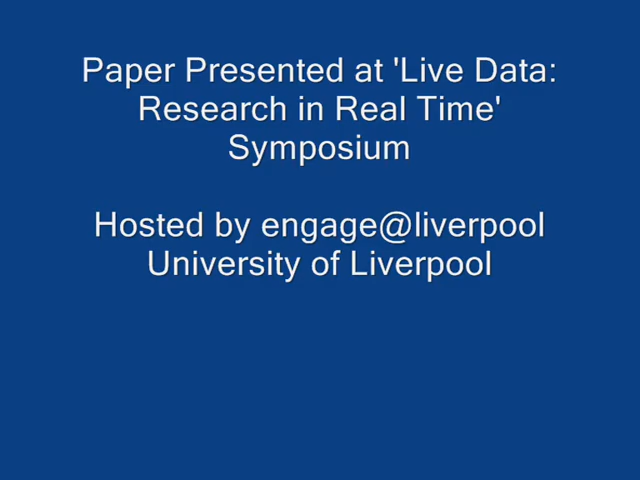 Paper Presented at 'Live Data:
Research in Real Time'
Symposium
Hosted by engage@liverpool
University of Liverpool